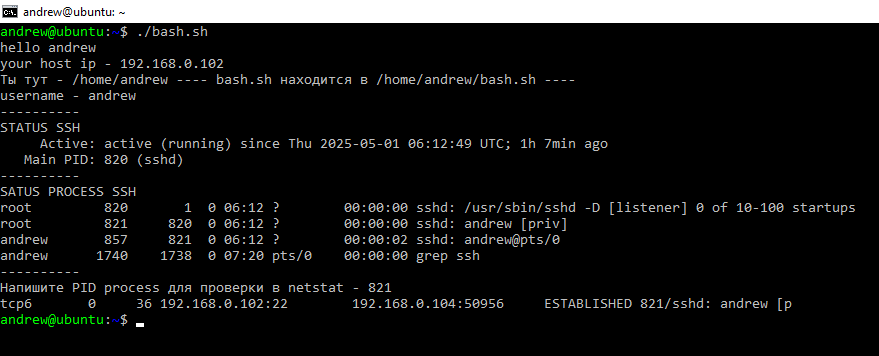 andrew@ubuntu: ~
andrew@ubuntu:~$ ./bash.sh
hello andrew
your host ip - 192.168.0.102
Ты тут - /home/andrew ---- bash.sh находится в /home/andrew/bash.sh ----
username - andrew
----------
STATUS SSH
     Active: active (running) since Thu 2025-05-01 06:12:49 UTC; 1h 7min ago
   Main PID: 820 (sshd)
----------
SATUS PROCESS SSH
root         820       1  0 06:12 ?        00:00:00 sshd: /usr/sbin/sshd -D [listener] 0 of 10-100 startups
root         821     820  0 06:12 ?        00:00:00 sshd: andrew [priv]
andrew       857     821  0 06:12 ?        00:00:02 sshd: andrew@pts/0
andrew      1740    1738  0 07:20 pts/0    00:00:00 grep ssh
----------
Напишите PID process для проверки в netstat - 821
tcp6       0     36 192.168.0.102:22        192.168.0.104:50956     ESTABLISHED 821/sshd: andrew [p
andrew@ubuntu:~$